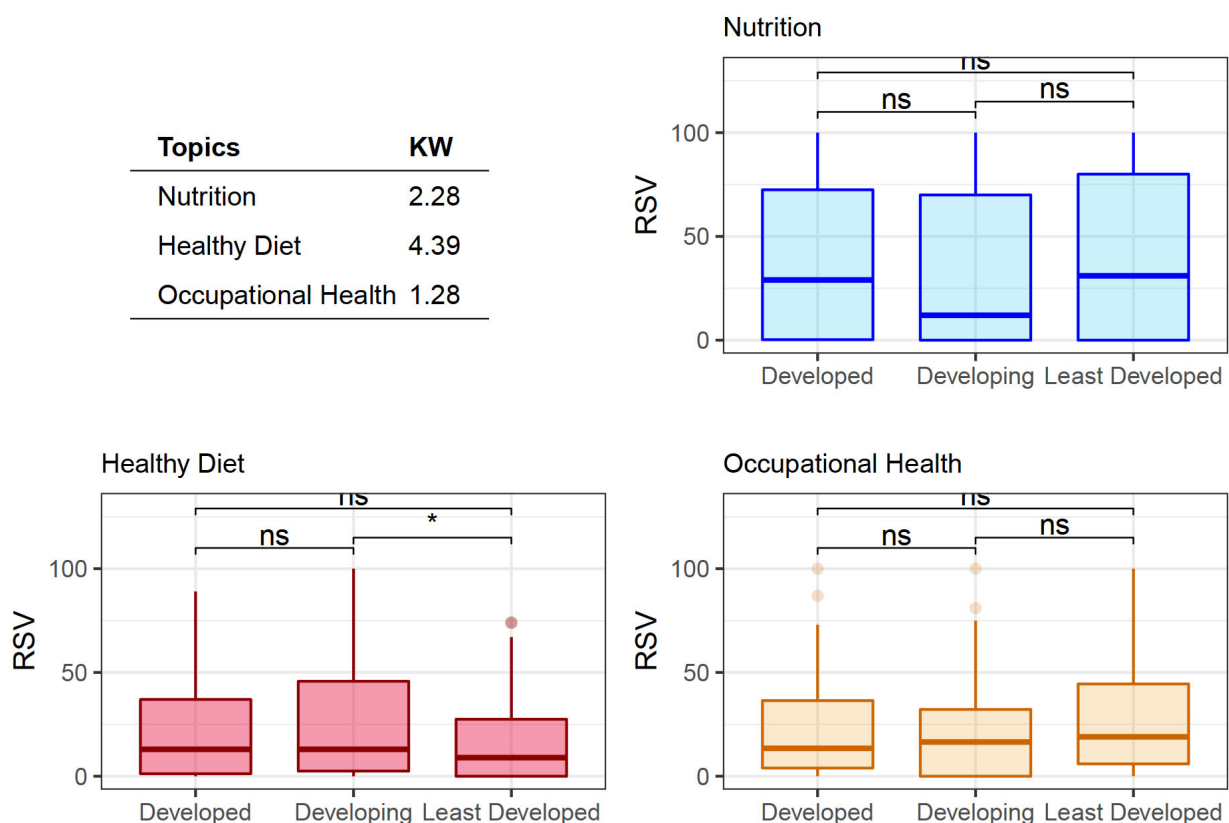 Topics KW
Nutrition 2.28
Healthy Diet 4.39
Occupational Health 1.28
Nutrition
ns
ns ns
100
50
0
RSV
Developed Developing Least Developed
Healthy Diet
ns
ns *
100
50
0
RSV
Developed Developing Least Developed
Occupational Health
ns
ns ns
100
50
0
RSV
Developed Developing Least Developed